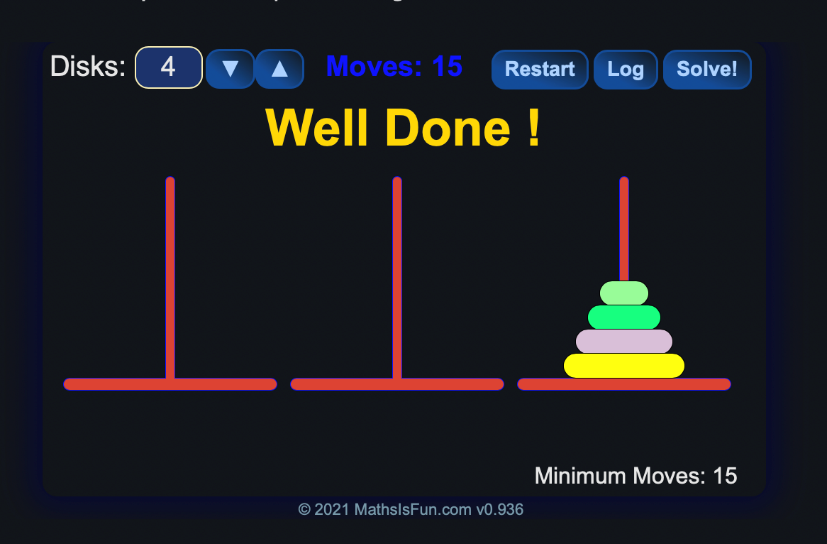 Disks: 4 ▼ ▲ Moves: 15 Restart Log Solve!
Well Done !
Minimum Moves: 15
© 2021 MathsIsFun.com v0.936